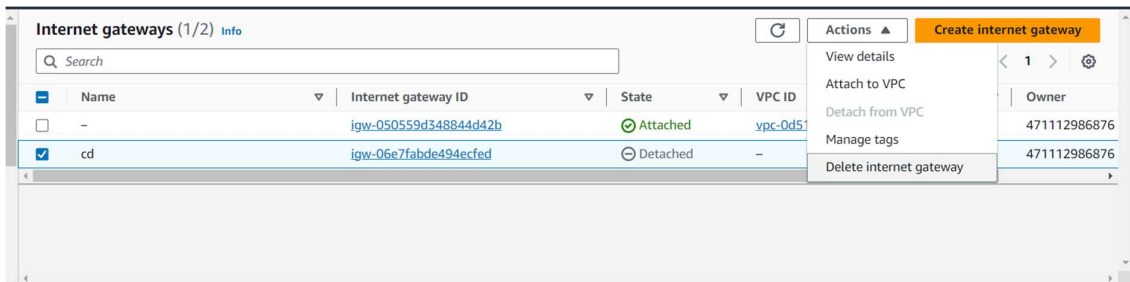 Internet gateways (1/2) Info
Actions ▲
Create internet gateway
Search
View details
Attach to VPC
Detach from VPC
Manage tags
Delete internet gateway
< 1 >
Name Internet gateway ID State VPC ID Owner
– igw-050559d348844d42b Attached vpc-0d51 471112986876
cd igw-06e7fabde494ecfed Detached – 471112986876